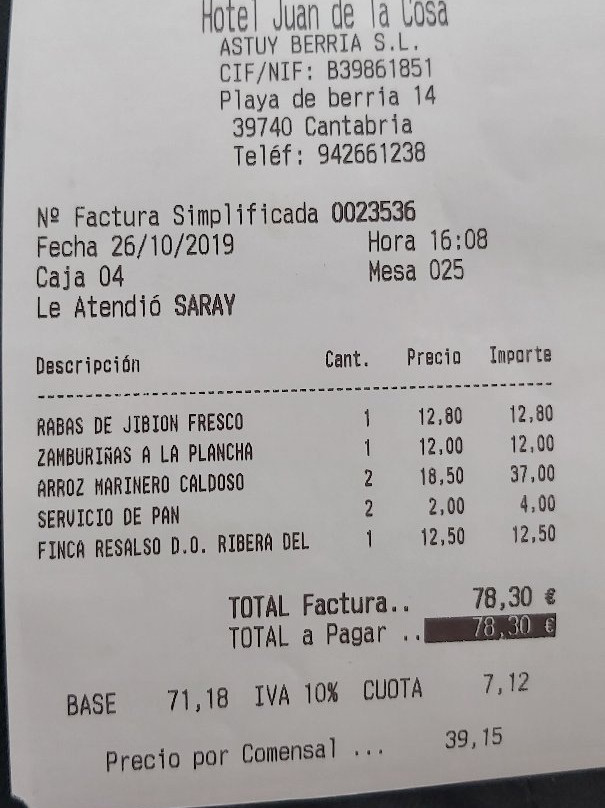 Hotel Juan de la Cosa
ASTUY BERRIA S.L.
CIF/NIF: B39861851
Playa de berria 14
39740 Cantabria
Teléf: 942661238
Nº Factura Simplificada 0023536
Fecha 26/10/2019 Hora 16:08
Caja 04 Mesa 025
Le Atendió SARAY
Descripción Cant. Precio Importe
RABAS DE JIBION FRESCO 1 12,80 12,80
ZAMBURIÑAS A LA PLANCHA 1 12,00 12,00
ARROZ MARINERO CALDOSO 2 18,50 37,00
SERVICIO DE PAN 2 2,00 4,00
FINCA RESALSO D.O. RIBERA DEL 1 12,50 12,50
TOTAL Factura.. 78,30 €
TOTAL a Pagar .. 78,30 €
BASE 71,18 IVA 10% CUOTA 7,12
Precio por Comensal ... 39,15